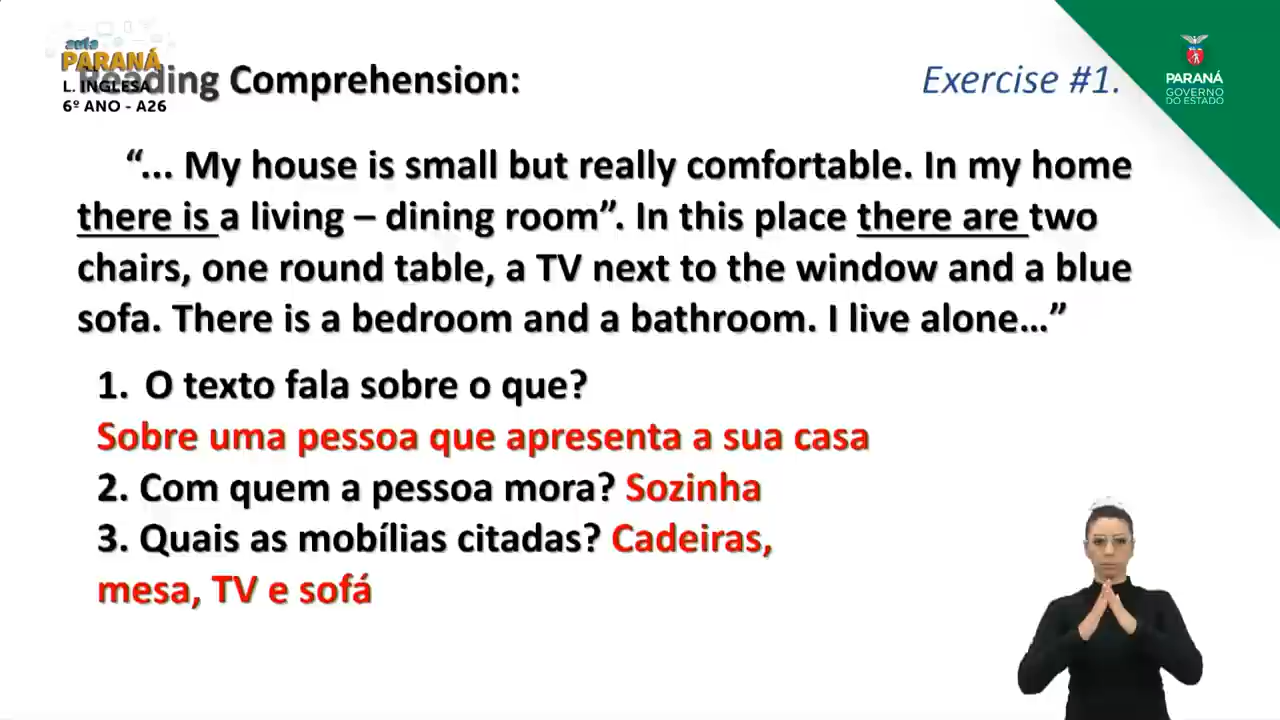 aula
PARANÁ
L. INGLESA
6º ANO - A26
Reading Comprehension:
Exercise #1.
PARANÁ
GOVERNO
DO ESTADO
“... My house is small but really comfortable. In my home
there is a living – dining room”. In this place there are two
chairs, one round table, a TV next to the window and a blue
sofa. There is a bedroom and a bathroom. I live alone...”
1. O texto fala sobre o que?
Sobre uma pessoa que apresenta a sua casa
2. Com quem a pessoa mora? Sozinha
3. Quais as mobílias citadas? Cadeiras,
mesa, TV e sofá